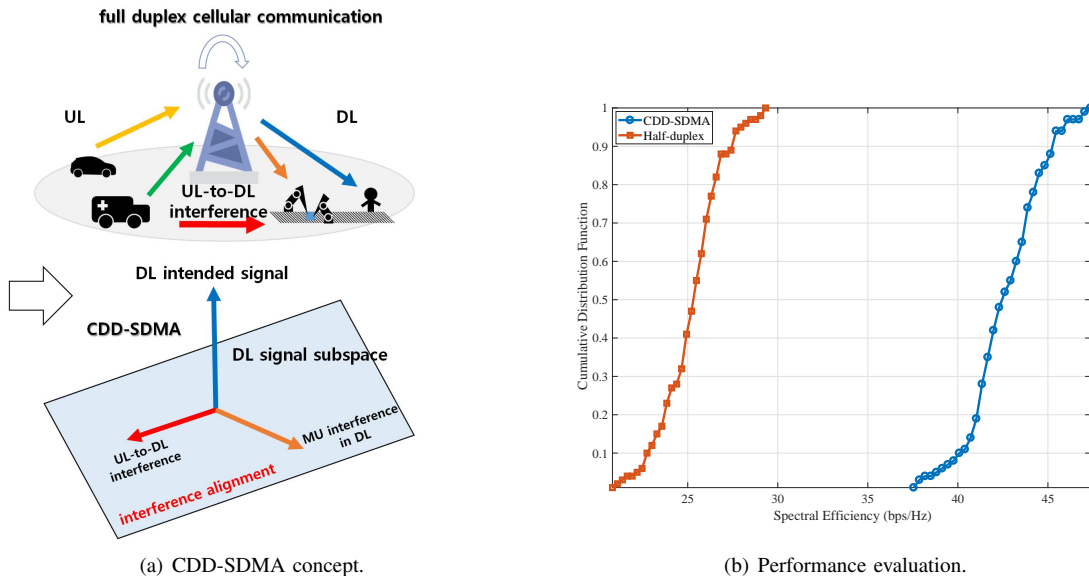 full duplex cellular communication
UL
DL
UL-to-DL
interference
DL intended signal
CDD-SDMA
DL signal subspace
UL-to-DL
interference
MU interference
in DL
interference alignment
(a) CDD-SDMA concept.
CDD-SDMA
Half-duplex
1
0.9
0.8
0.7
0.6
0.5
0.4
0.3
0.2
0.1
Cumulative Distribution Function
25
30
35
40
45
Spectral Efficiency (bps/Hz)
(b) Performance evaluation.